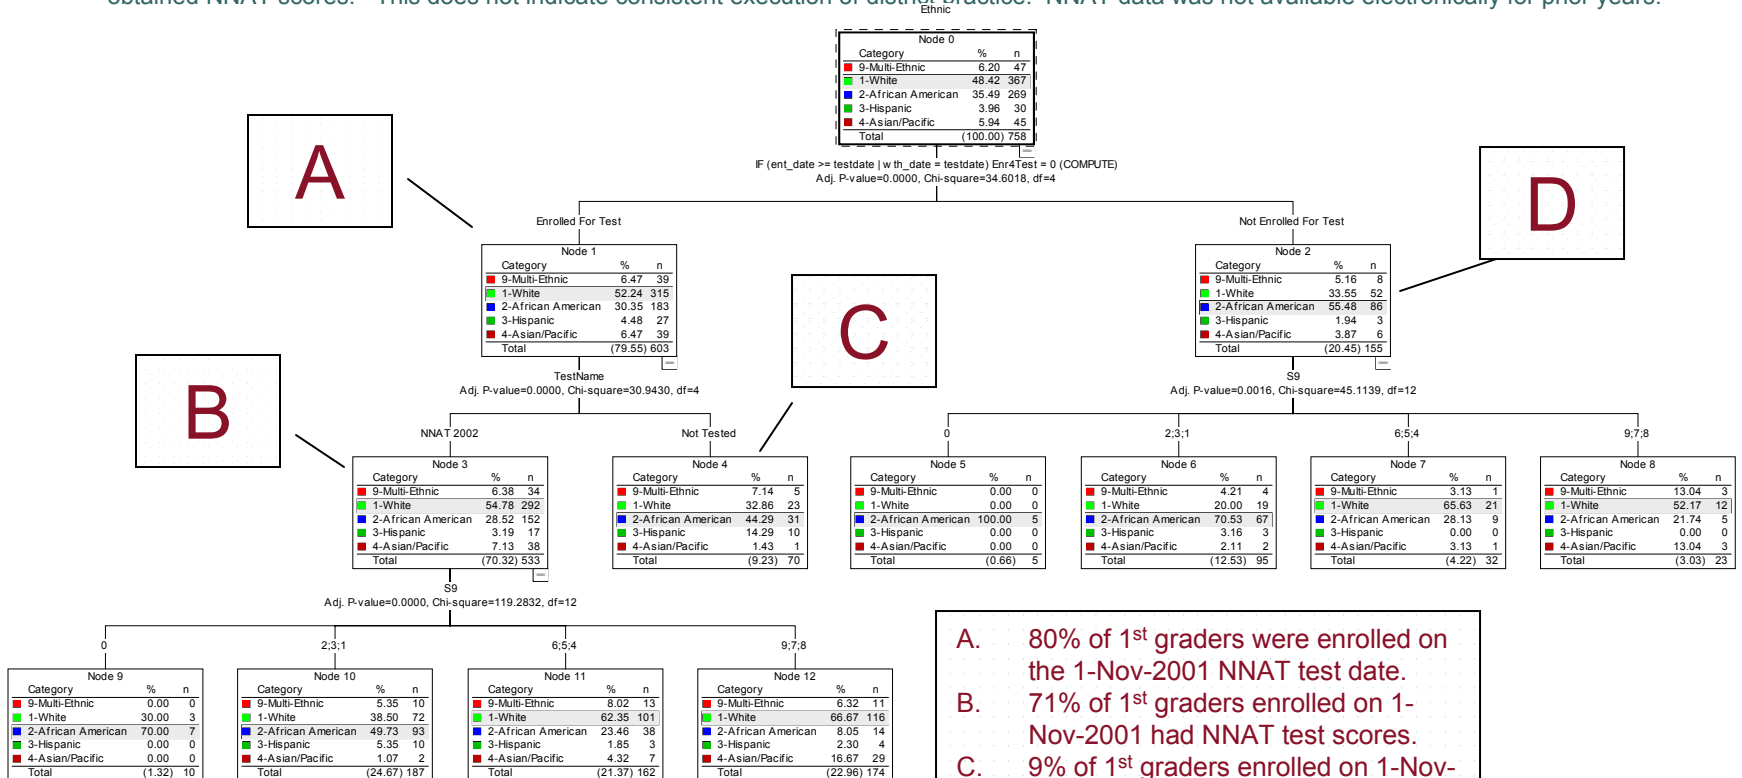 obtained NNAT scores. This does not indicate consistent execution of district practice. NNAT data was not available electronically for prior years.
Ethnic
Node 0
Category % n
9-Multi-Ethnic 6.20 47
1-White 48.42 367
2-African American 35.49 269
3-Hispanic 3.96 30
4-Asian/Pacific 5.94 45
Total (100.00) 758
IF (ent_date >= testdate | w th_date = testdate) Enr4Test = 0 (COMPUTE)
Adj. P-value=0.0000, Chi-square=34.6018, df=4
A
D
Enrolled For Test
Not Enrolled For Test
Node 1
Category % n
9-Multi-Ethnic 6.47 39
1-White 52.24 315
2-African American 30.35 183
3-Hispanic 4.48 27
4-Asian/Pacific 6.47 39
Total (79.55) 603
Node 2
Category % n
9-Multi-Ethnic 5.16 8
1-White 33.55 52
2-African American 55.48 86
3-Hispanic 1.94 3
4-Asian/Pacific 3.87 6
Total (20.45) 155
C
B
TestName
Adj. P-value=0.0000, Chi-square=30.9430, df=4
S9
Adj. P-value=0.0016, Chi-square=45.1139, df=12
NNAT 2002
Not Tested
0
2;3;1
6;5;4
9;7;8
Node 3
Category % n
9-Multi-Ethnic 6.38 34
1-White 54.78 292
2-African American 28.52 152
3-Hispanic 3.19 17
4-Asian/Pacific 7.13 38
Total (70.32) 533
Node 4
Category % n
9-Multi-Ethnic 7.14 5
1-White 32.86 23
2-African American 44.29 31
3-Hispanic 14.29 10
4-Asian/Pacific 1.43 1
Total (9.23) 70
Node 5
Category % n
9-Multi-Ethnic 0.00 0
1-White 0.00 0
2-African American 100.00 5
3-Hispanic 0.00 0
4-Asian/Pacific 0.00 0
Total (0.66) 5
Node 6
Category % n
9-Multi-Ethnic 4.21 4
1-White 20.00 19
2-African American 70.53 67
3-Hispanic 3.16 3
4-Asian/Pacific 2.11 2
Total (12.53) 95
Node 7
Category % n
9-Multi-Ethnic 3.13 1
1-White 65.63 21
2-African American 28.13 9
3-Hispanic 0.00 0
4-Asian/Pacific 3.13 1
Total (4.22) 32
Node 8
Category % n
9-Multi-Ethnic 13.04 3
1-White 52.17 12
2-African American 21.74 5
3-Hispanic 0.00 0
4-Asian/Pacific 13.04 3
Total (3.03) 23
S9
Adj. P-value=0.0000, Chi-square=119.2832, df=12
0
2;3;1
6;5;4
9;7;8
Node 9
Category % n
9-Multi-Ethnic 0.00 0
1-White 30.00 3
2-African American 70.00 7
3-Hispanic 0.00 0
4-Asian/Pacific 0.00 0
Total (1.32) 10
Node 10
Category % n
9-Multi-Ethnic 5.35 10
1-White 38.50 72
2-African American 49.73 93
3-Hispanic 5.35 10
4-Asian/Pacific 1.07 2
Total (24.67) 187
Node 11
Category % n
9-Multi-Ethnic 8.02 13
1-White 62.35 101
2-African American 23.46 38
3-Hispanic 1.85 3
4-Asian/Pacific 4.32 7
Total (21.37) 162
Node 12
Category % n
9-Multi-Ethnic 6.32 11
1-White 66.67 116
2-African American 8.05 14
3-Hispanic 2.30 4
4-Asian/Pacific 16.67 29
Total (22.96) 174
A. 80% of 1st graders were enrolled on
the 1-Nov-2001 NNAT test date.
B. 71% of 1st graders enrolled on 1-
Nov-2001 had NNAT test scores.
C. 9% of 1st graders enrolled on 1-Nov-